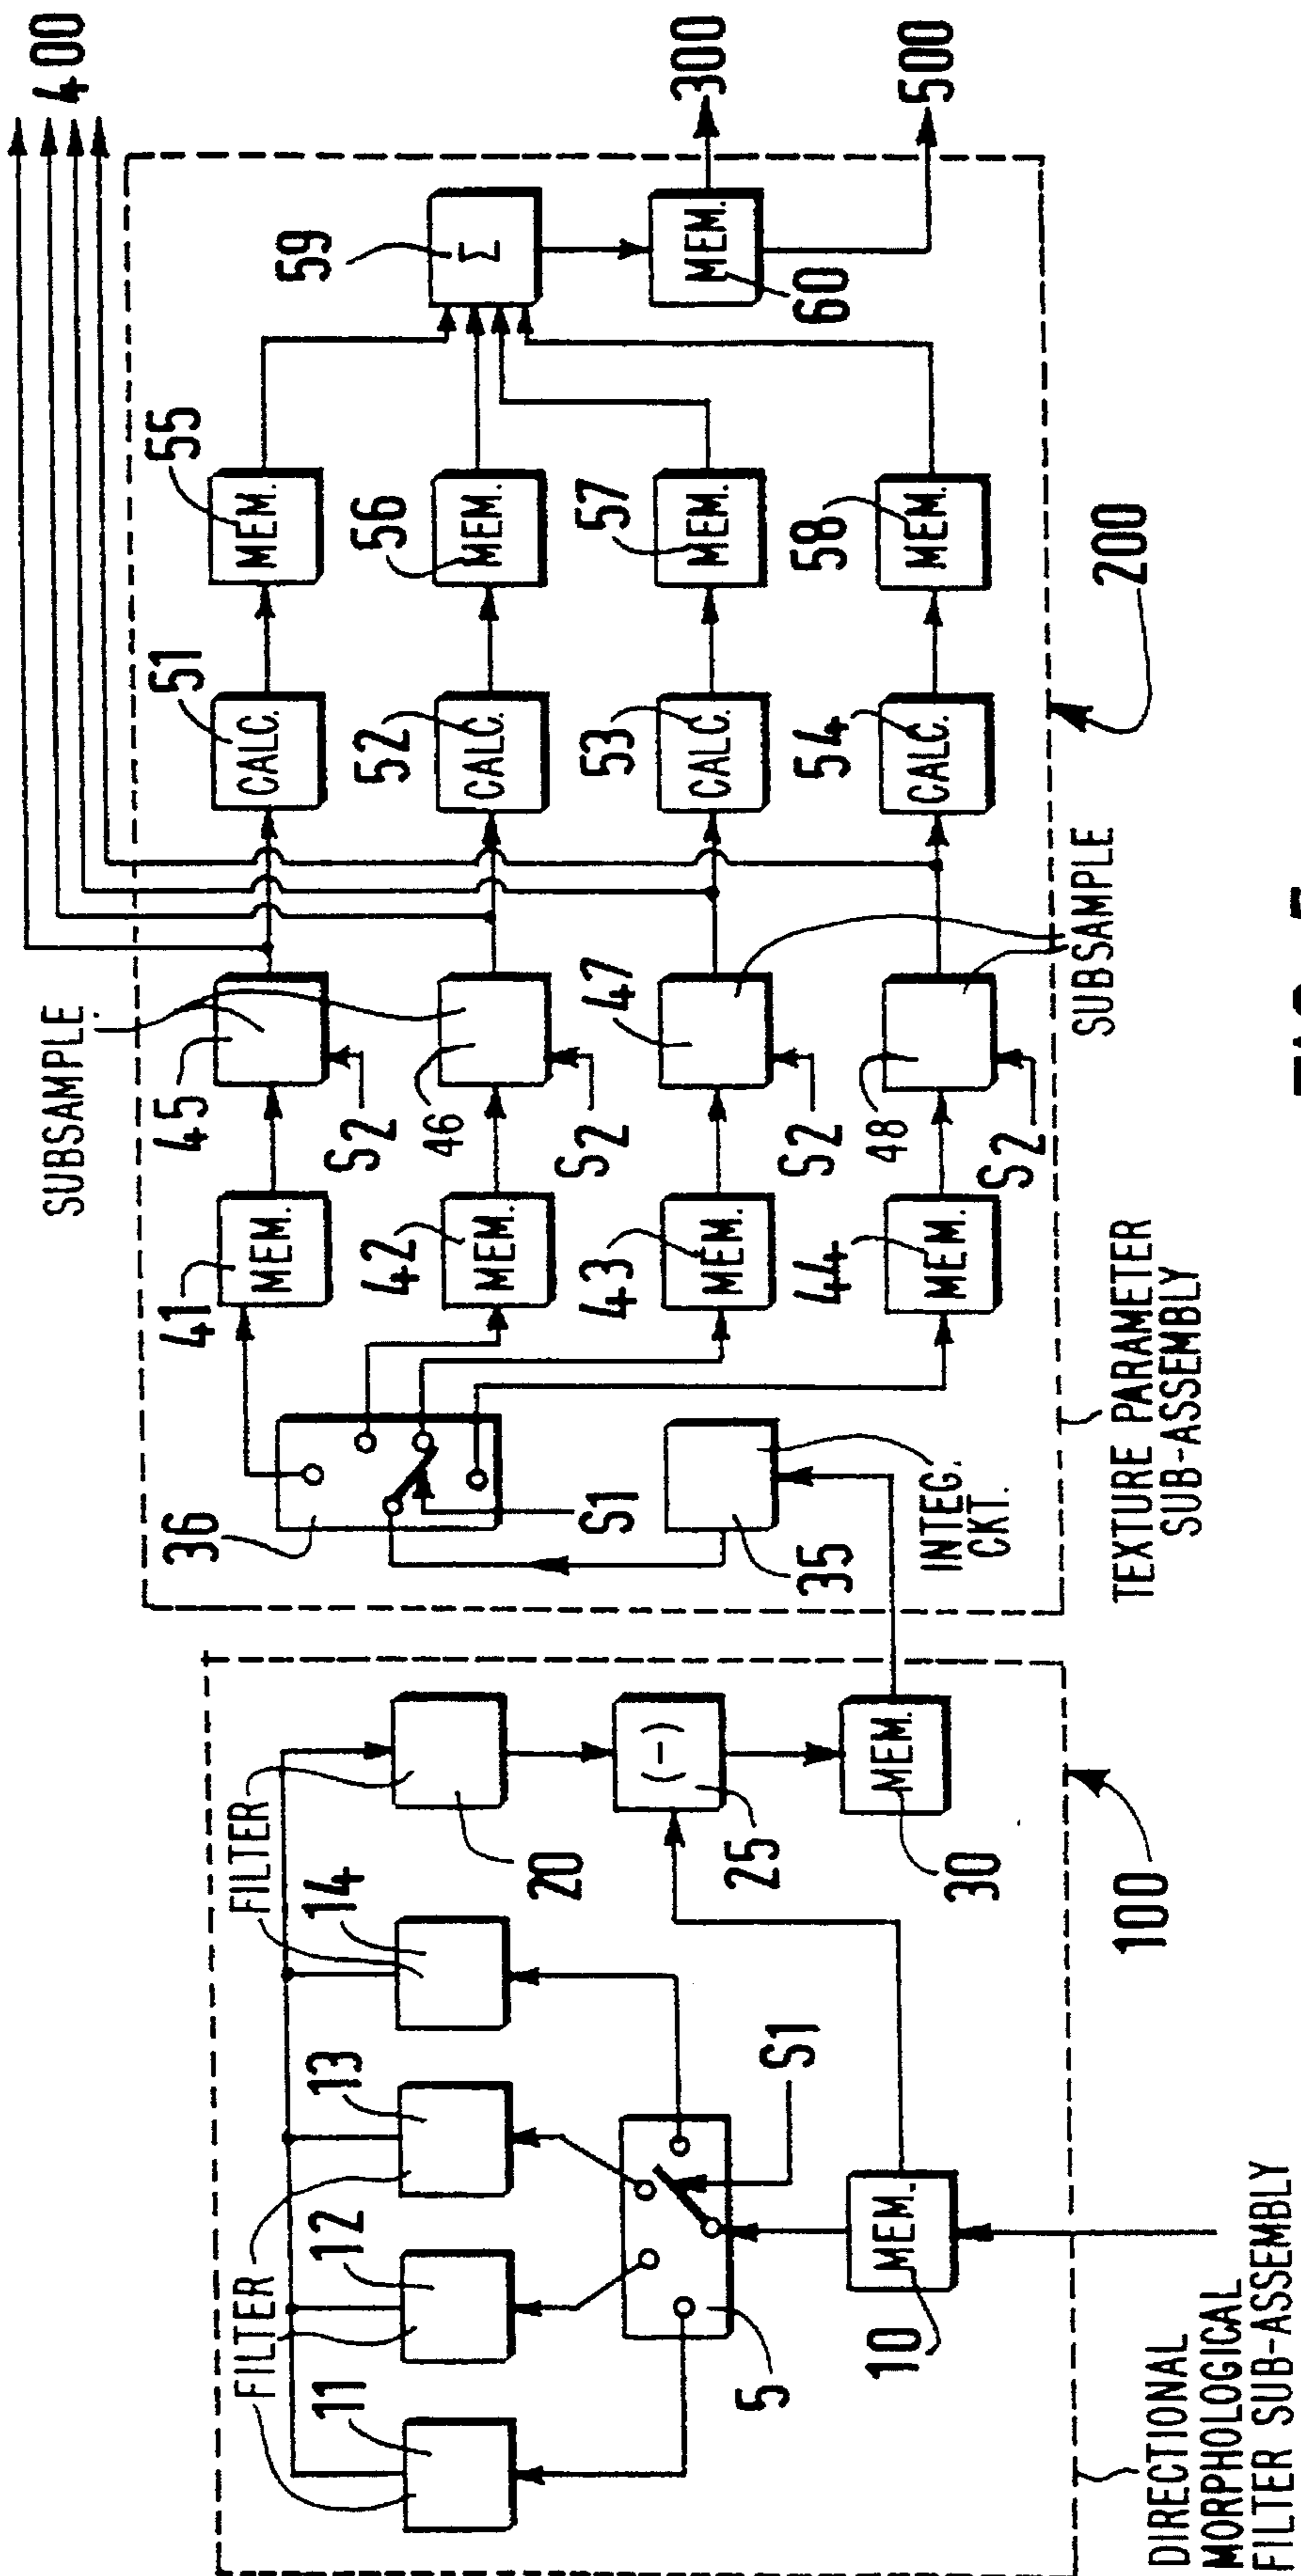 400
300
500
59
Σ
MEM.
60
55
MEM.
56
MEM.
57
MEM.
58
MEM.
200
51
CALC.
52
CALC.
53
CALC.
54
CALC.
SUBSAMPLE
45
S2
46
S2
47
S2
48
S2
SUBSAMPLE
41
MEM.
42
MEM.
43
MEM.
44
MEM.
36
S1
35
INTEG.
CKT.
TEXTURE PARAMETER
SUB-ASSEMBLY
FILTER
20
(-)
25
MEM.
30
100
14
13
12
11
FILTER
S1
5
MEM.
10
DIRECTIONAL
MORPHOLOGICAL
FILTER SUB-ASSEMBLY